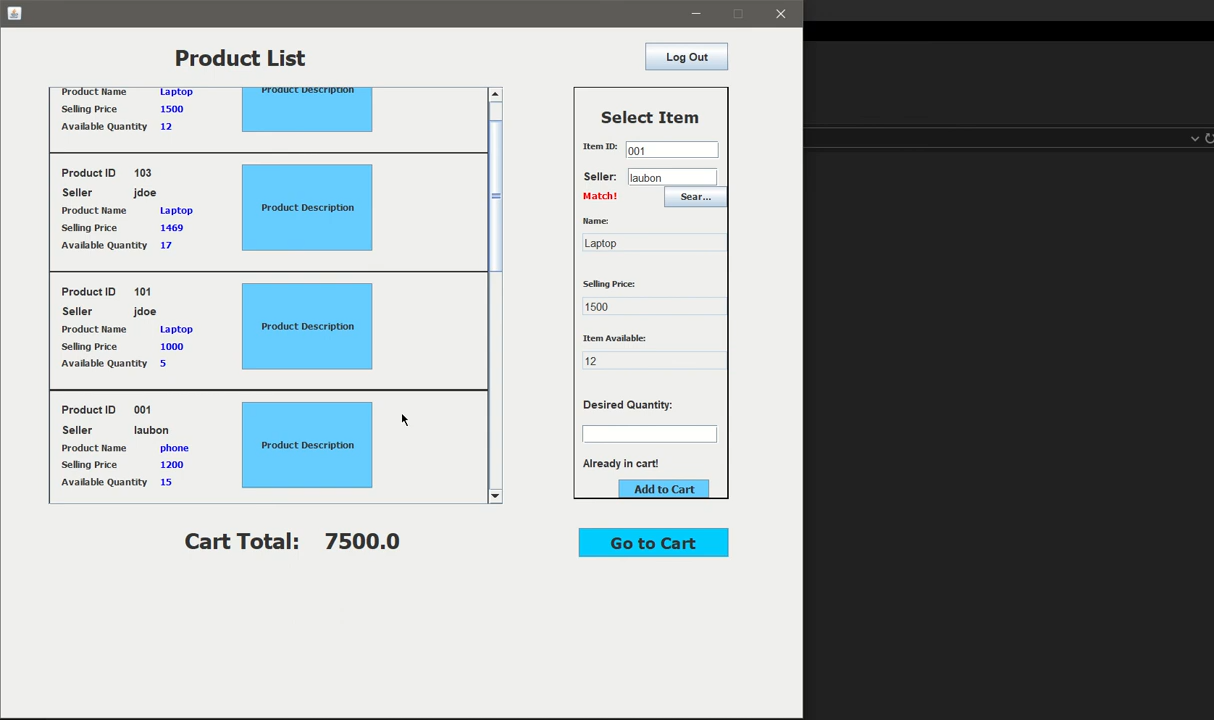 Product List
Log Out
Product Name Laptop
Selling Price 1500
Available Quantity 12
Product Description
Product ID 103
Seller jdoe
Product Name Laptop
Selling Price 1469
Available Quantity 17
Product Description
Product ID 101
Seller jdoe
Product Name Laptop
Selling Price 1000
Available Quantity 5
Product Description
Product ID 001
Seller laubon
Product Name phone
Selling Price 1200
Available Quantity 15
Product Description
Select Item
Item ID: 001
Seller: laubon
Match! Sear...
Name:
Laptop
Selling Price:
1500
Item Available:
12
Desired Quantity:
Already in cart!
Add to Cart
Cart Total: 7500.0
Go to Cart